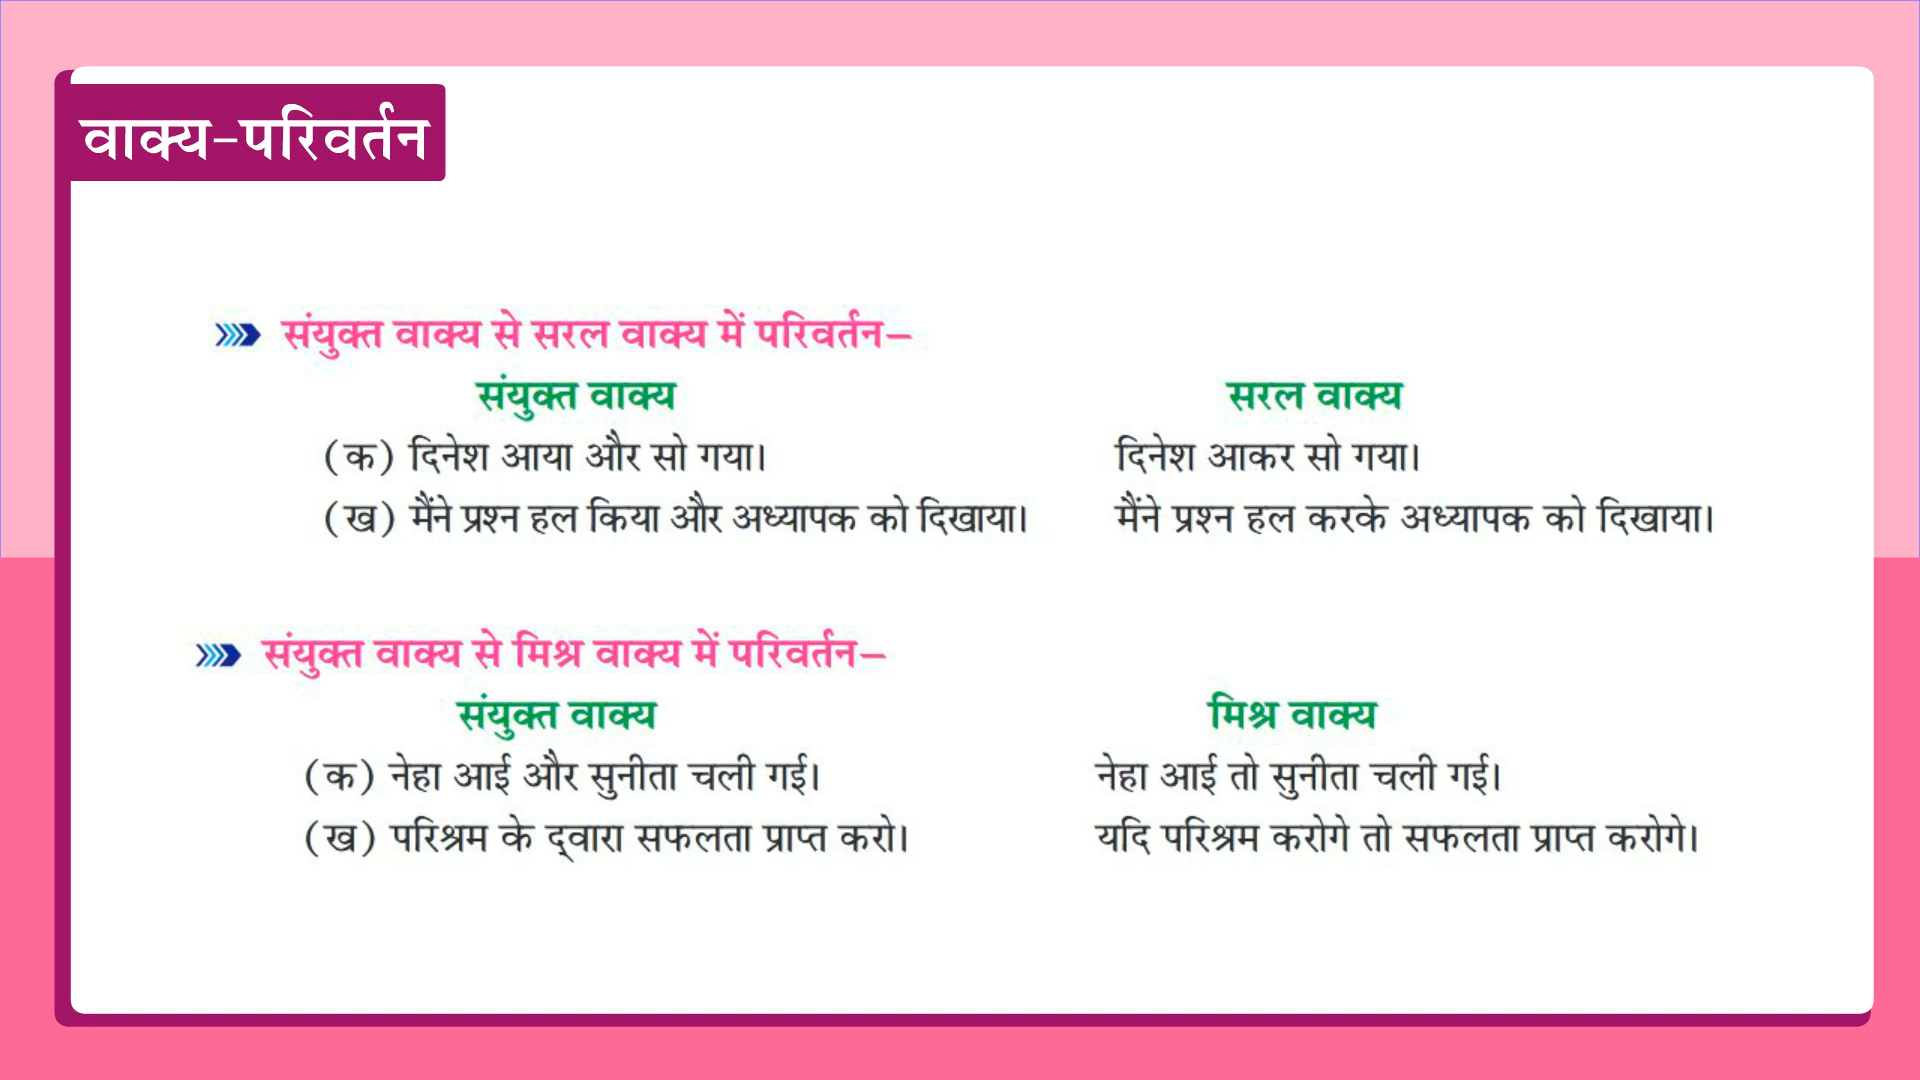 वाक्य-परिवर्तन
संयुक्त वाक्य से सरल वाक्य में परिवर्तन–
संयुक्त वाक्य सरल वाक्य
(क) दिनेश आया और सो गया। दिनेश आकर सो गया।
(ख) मैंने प्रश्न हल किया और अध्यापक को दिखाया। मैंने प्रश्न हल करके अध्यापक को दिखाया।
संयुक्त वाक्य से मिश्र वाक्य में परिवर्तन–
संयुक्त वाक्य मिश्र वाक्य
(क) नेहा आई और सुनीता चली गई। नेहा आई तो सुनीता चली गई।
(ख) परिश्रम के द्‌वारा सफलता प्राप्त करो। यदि परिश्रम करोगे तो सफलता प्राप्त करोगे।